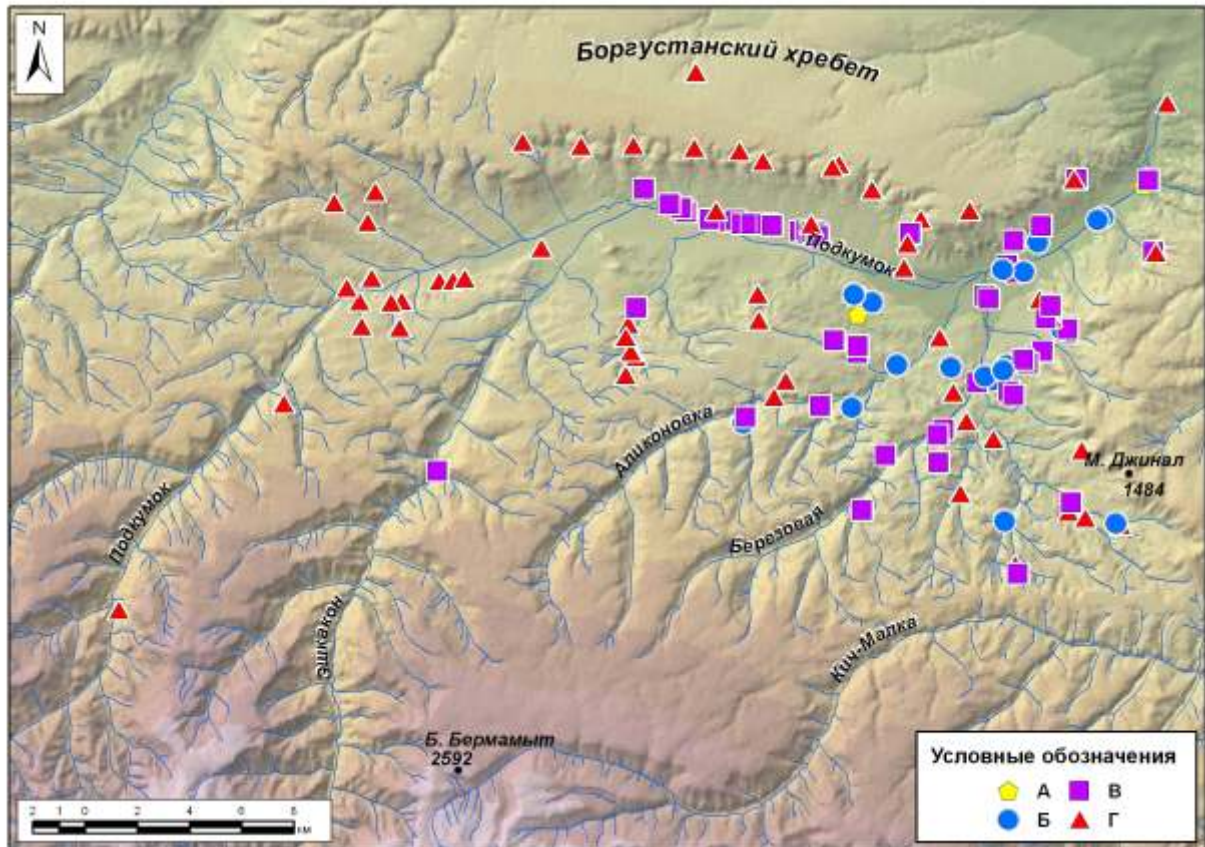 N
Боргустанский хребет
Подкумок
Аликоновка
М. Джинал
1484
Березовая
Подкумок
Эшкакон
Кич-Малка
Б. Бермамыт
2592
Условные обозначения
А В
Б Г
2 1 0 2 4 6 8
км